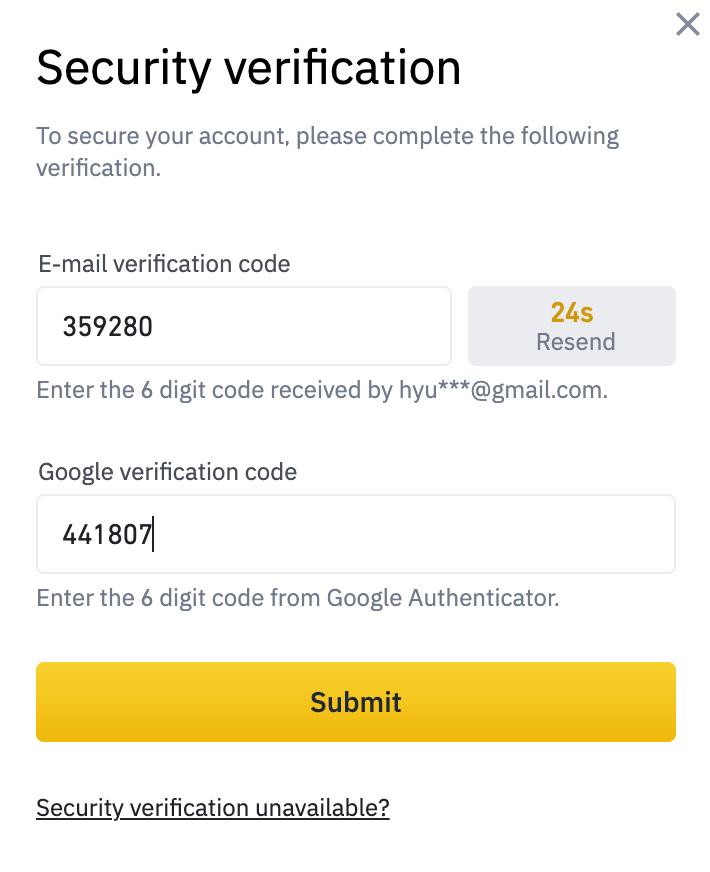 Security verification
To secure your account, please complete the following
verification.
E-mail verification code
359280
24s
Resend
Enter the 6 digit code received by hyu***@gmail.com.
Google verification code
441807
Enter the 6 digit code from Google Authenticator.
Submit
Security verification unavailable?